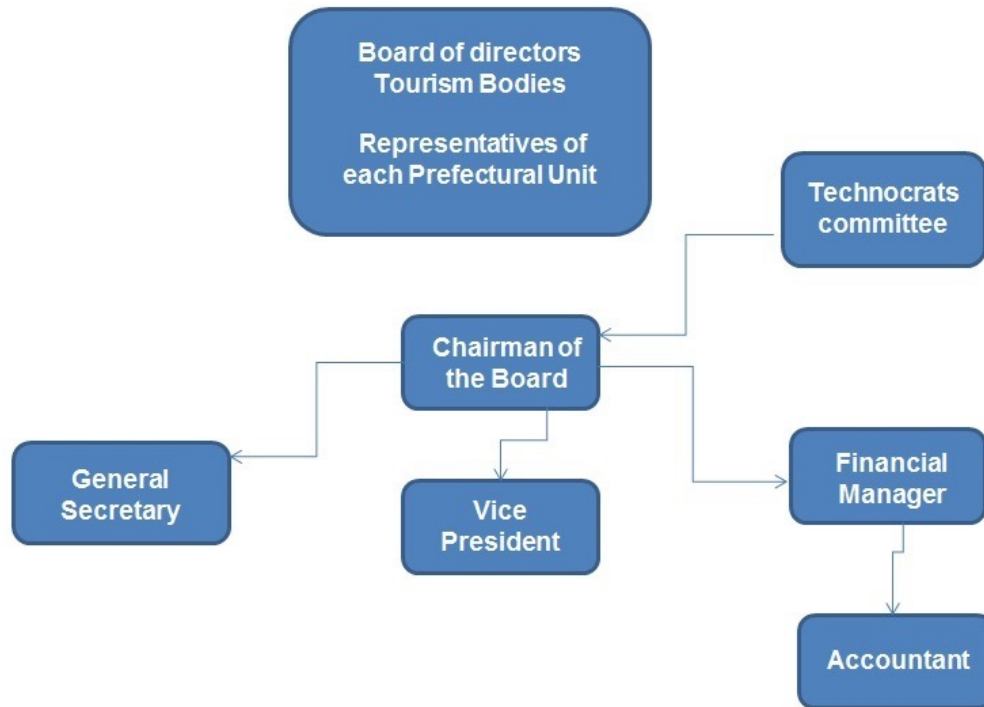 Board of directors
Tourism Bodies
Representatives of
each Prefectural Unit
Technocrats
committee
Chairman of
the Board
General
Secretary
Vice
President
Financial
Manager
Accountant